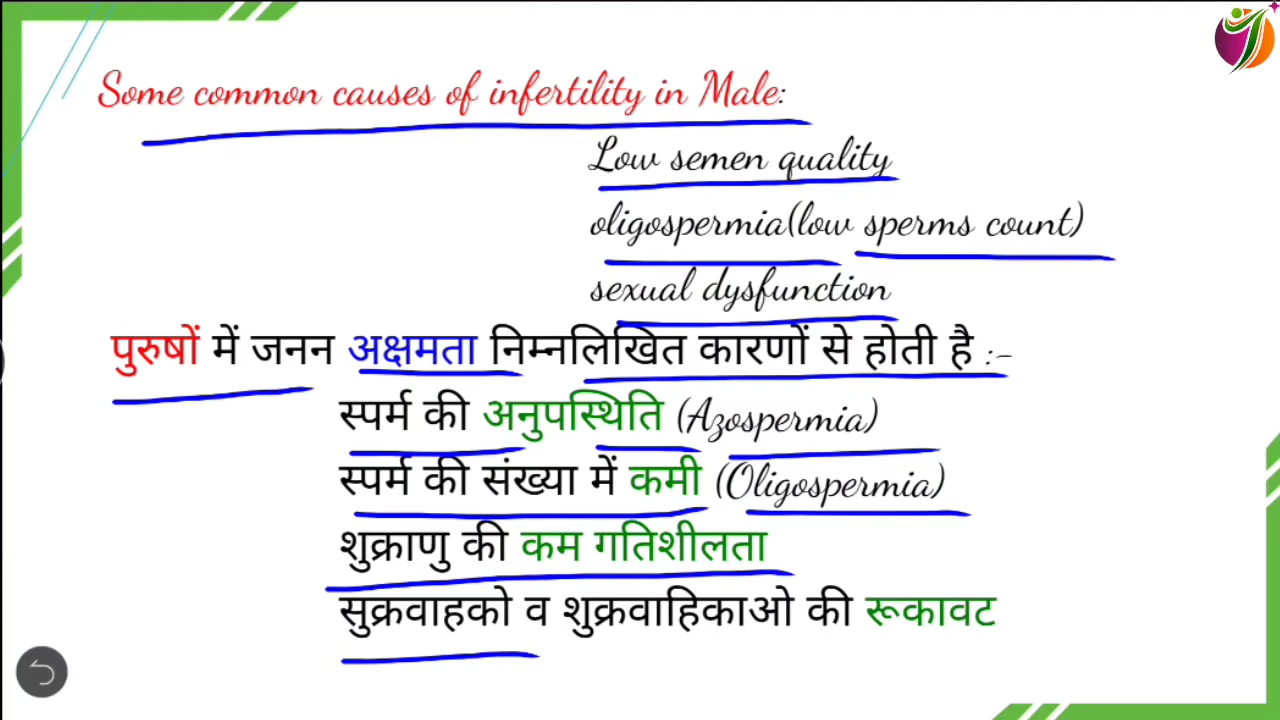 Some common causes of infertility in Male:
Low semen quality
oligospermia(low sperms count)
sexual dysfunction
पुरुषों में जनन अक्षमता निम्नलिखित कारणों से होती है :-
स्पर्म की अनुपस्थिति (Azospermia)
स्पर्म की संख्या में कमी (Oligospermia)
शुक्राणु की कम गतिशीलता
सुक्रवाहको व शुक्रवाहिकाओ की रूकावट